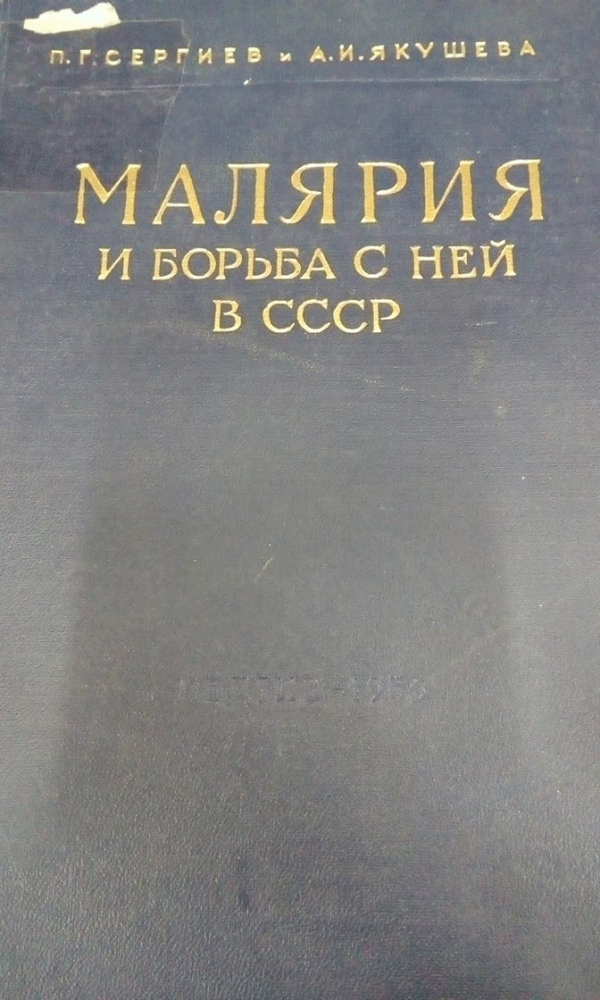 П.Г.СЕРГИЕВ и А.И.ЯКУШЕВА
МАЛЯРИЯ
И БОРЬБА С НЕЙ
В СССР